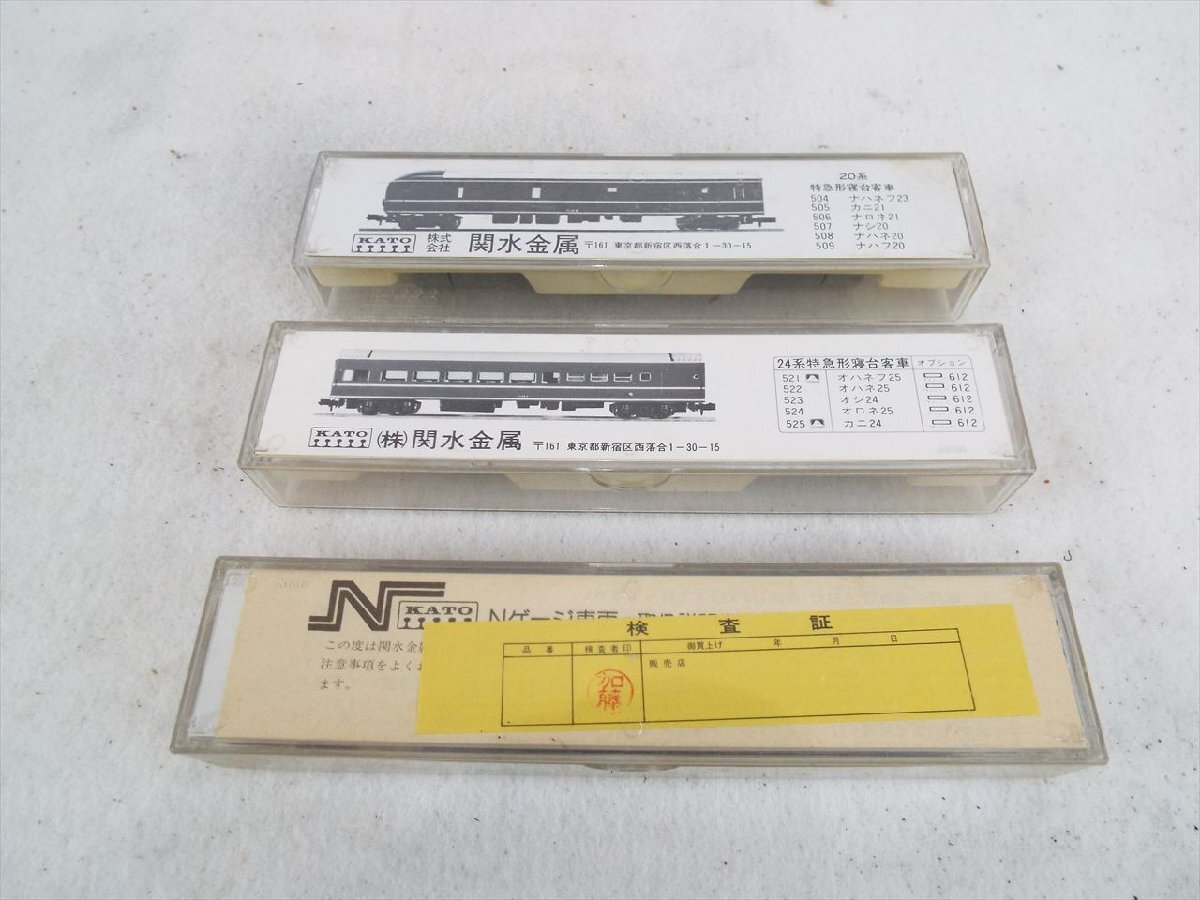 20系
特急形寝台客車
504 ナハネフ23
505 カニ21
506 ナロネ21
507 ナシ20
508 ナハネ20
509 ナハフ20
KATO 株式会社 関水金属 〒161 東京都新宿区西落合1-30-15
24系特急形寝台客車 オプション
521 オハネフ25 612
522 オハネ25 612
523 オシ24 612
524 オロネ25 612
525 カニ24 612
KATO (株)関水金属 〒161 東京都新宿区西落合1-30-15
N KATO Nゲージ車両
この度は関水金属
注意事項をよく
ます。
検査証
品番 検査者印 御買上げ 年 月 日
加藤 販売店